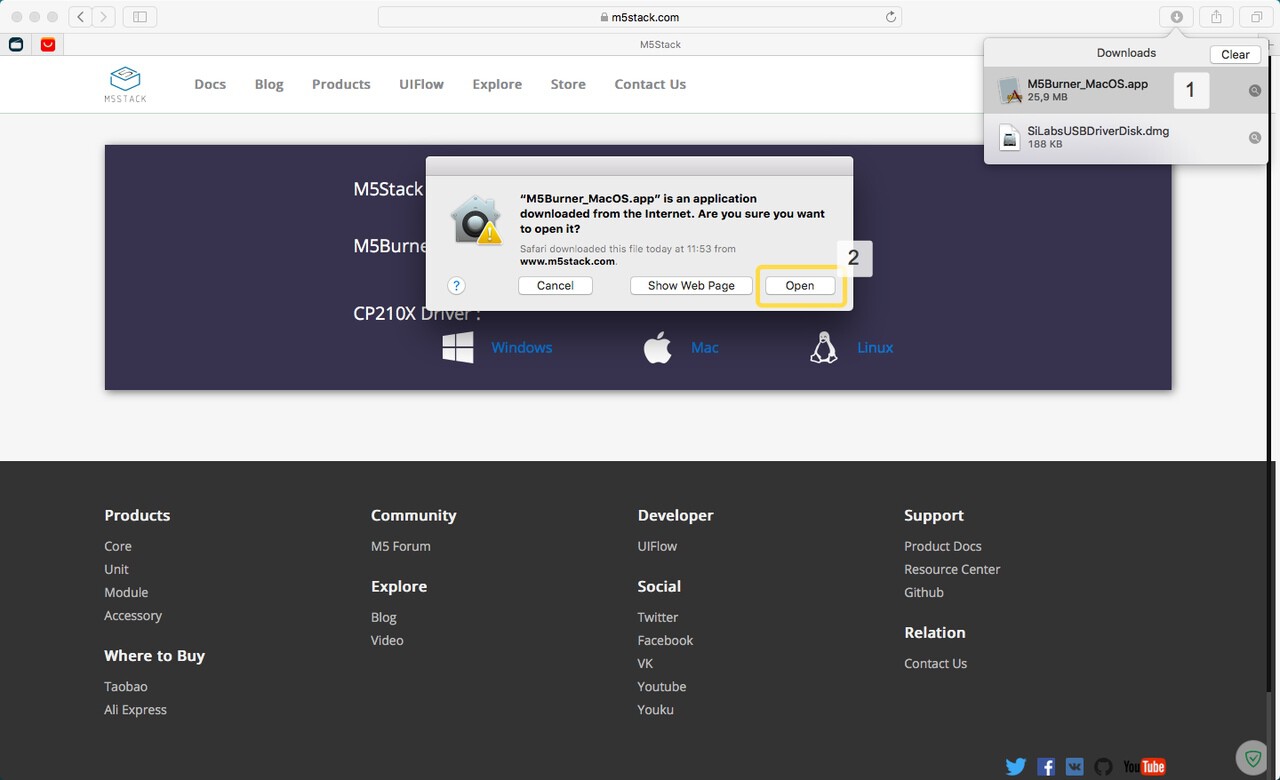 m5stack.com
M5Stack
Downloads
Clear
M5Burner_MacOS.app
25,9 MB
1
SiLabsUSBDriverDisk.dmg
188 KB
M5STACK
Docs
Blog
Products
UIFlow
Explore
Store
Contact Us
M5Stack
M5Burne
CP210X Driver :
“M5Burner_MacOS.app” is an application
downloaded from the Internet. Are you sure you want
to open it?
Safari downloaded this file today at 11:53 from
www.m5stack.com.
?
Cancel
Show Web Page
Open
2
Windows
Mac
Linux
Products
Core
Unit
Module
Accessory
Where to Buy
Taobao
Ali Express
Community
M5 Forum
Explore
Blog
Video
Developer
UIFlow
Social
Twitter
Facebook
VK
Youtube
Youku
Support
Product Docs
Resource Center
Github
Relation
Contact Us
YouTube